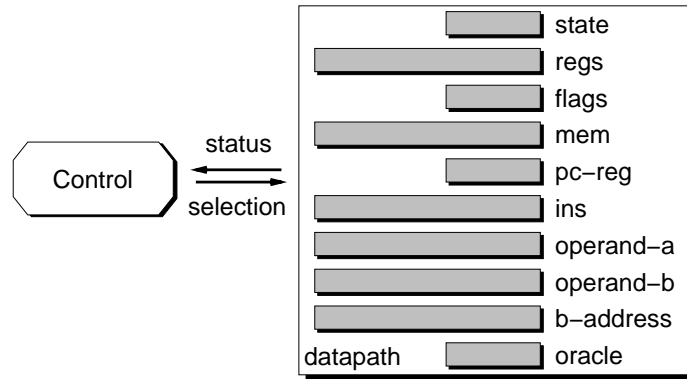 state
regs
flags
mem
status
pc−reg
Control
selection
ins
operand−a
operand−b
b−address
datapath oracle